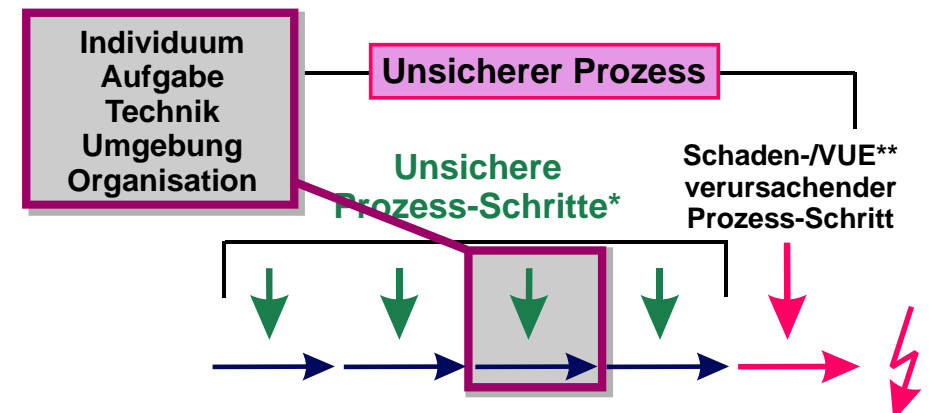 Individuum
Aufgabe
Technik
Umgebung
Organisation
Unsicherer Prozess
Unsichere
Prozess-Schritte*
Schaden-/VUE**
verursachender
Prozess-Schritt